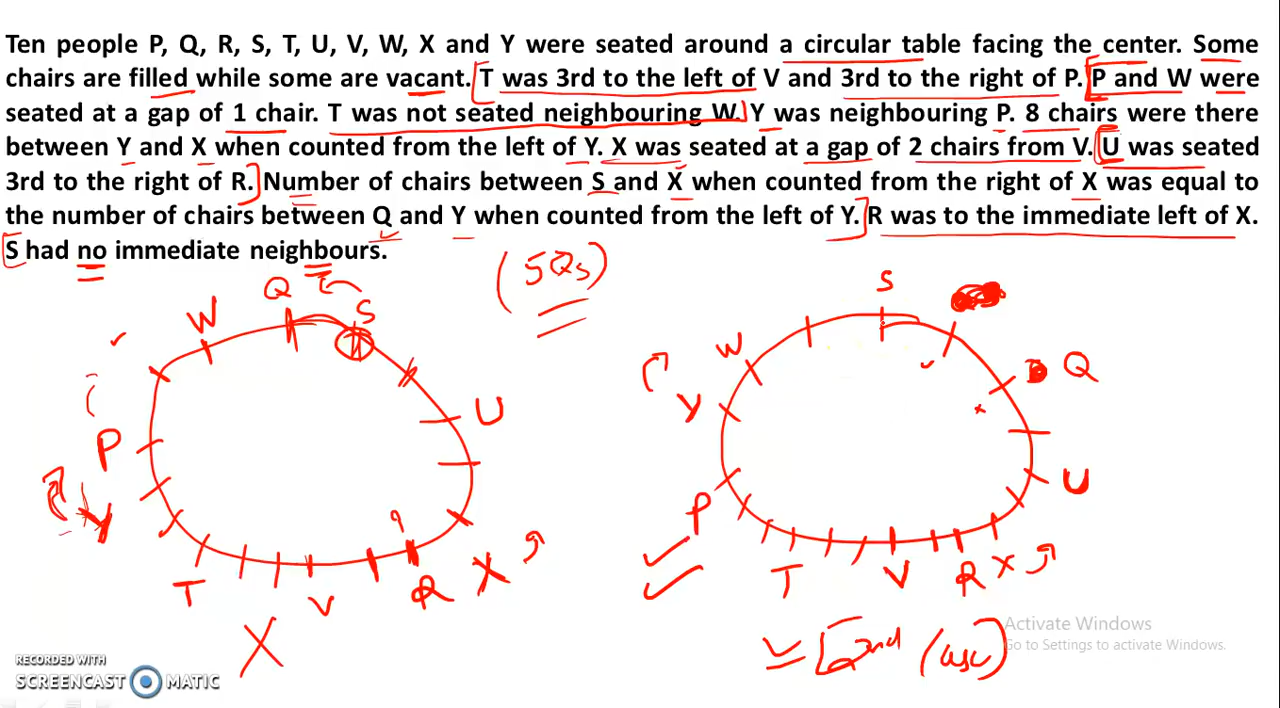 Ten people P, Q, R, S, T, U, V, W, X and Y were seated around a circular table facing the center. Some
chairs are filled while some are vacant. T was 3rd to the left of V and 3rd to the right of P. P and W were
seated at a gap of 1 chair. T was not seated neighbouring W. Y was neighbouring P. 8 chairs were there
between Y and X when counted from the left of Y. X was seated at a gap of 2 chairs from V. U was seated
3rd to the right of R. Number of chairs between S and X when counted from the right of X was equal to
the number of chairs between Q and Y when counted from the left of Y. R was to the immediate left of X.
S had no immediate neighbours.
(5Qs)
W Q S
P U
Y
T V R X
X
S
W Q
Y U
P
T V R X
2nd case
Activate Windows
Go to Settings to activate Windows.
RECORDED WITH
SCREENCAST MATIC